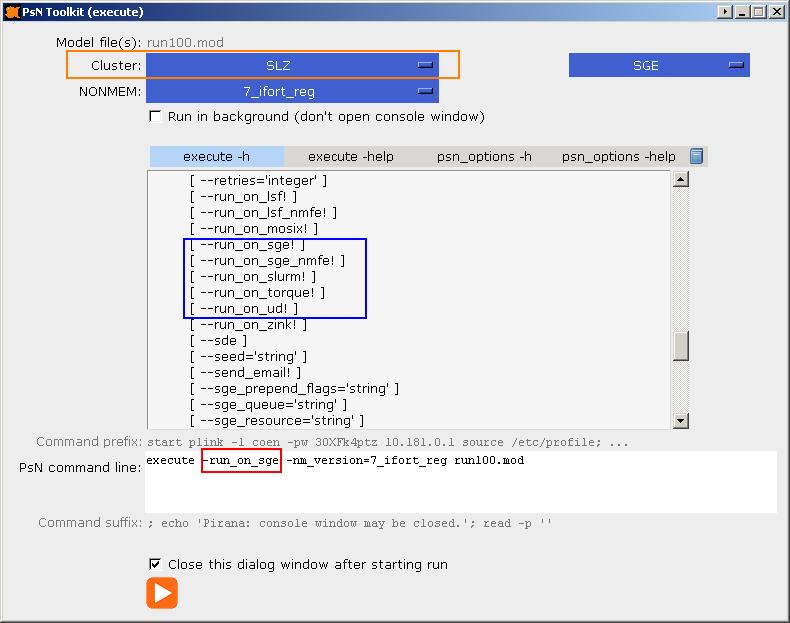 PsN Toolkit (execute)
Model file(s): run100.mod
Cluster: SLZ SGE
NONMEM: 7_ifort_reg
Run in background (don't open console window)
execute -h execute -help psn_options -h psn_options -help
[ --retries='integer' ]
[ --run_on_lsf! ]
[ --run_on_lsf_nmfe! ]
[ --run_on_mosix! ]
[ --run_on_sge! ]
[ --run_on_sge_nmfe! ]
[ --run_on_slurm! ]
[ --run_on_torque! ]
[ --run_on_ud! ]
[ --run_on_zink! ]
[ --sde ]
[ --seed='string' ]
[ --send_email! ]
[ --sge_prepend_flags='string' ]
[ --sge_queue='string' ]
[ --sge_resource='string' ]
Command prefix: start plink -l coen -pw 30XFk4ptz 10.181.0.1 source /etc/profile; ...
PsN command line: execute -run_on_sge -nm_version=7_ifort_reg run100.mod
Command suffix: ; echo 'Pirana: console window may be closed.'; read -p ''
Close this dialog window after starting run